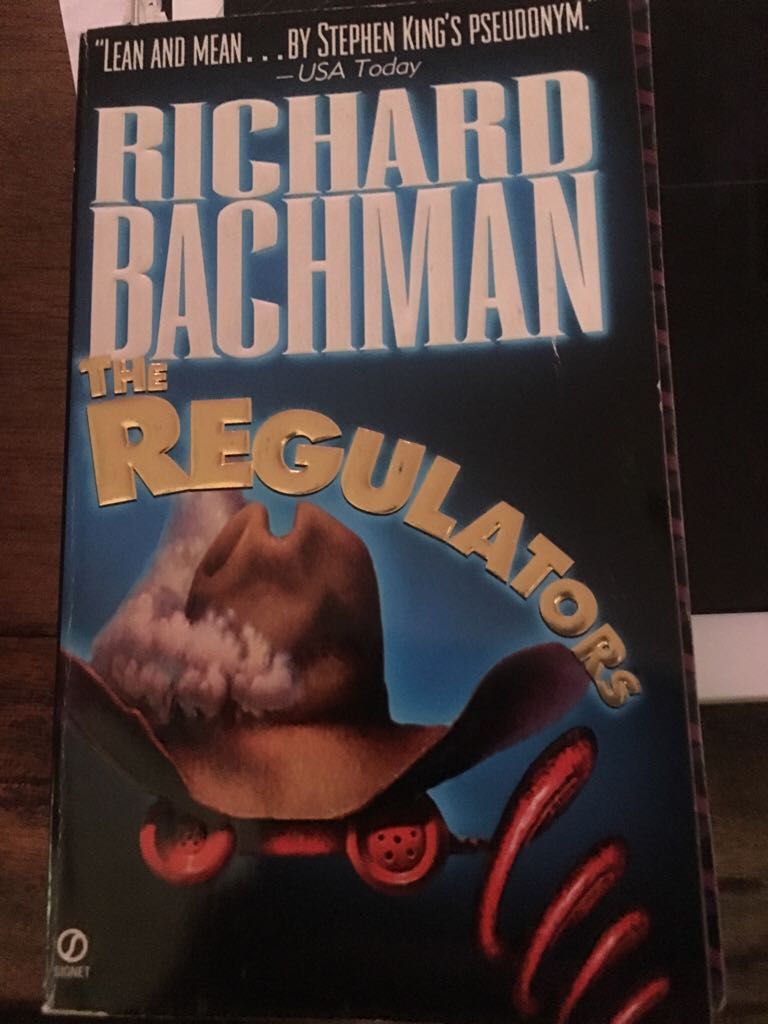 "LEAN AND MEAN...BY STEPHEN KING'S PSEUDONYM."
—USA Today
RICHARD
BACHMAN
THE
REGULATORS
SIGNET